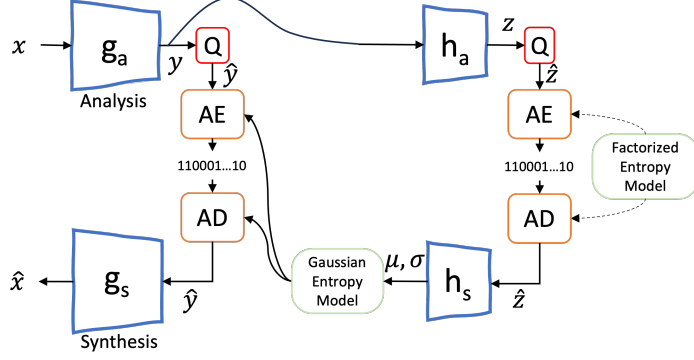 x
gₐ
y
Q
hₐ
z
Q
Analysis
ŷ
ẑ
AE
AE
110001...10
110001...10
Factorized
Entropy
Model
AD
AD
x̂
gₛ
ŷ
Gaussian
Entropy
Model
μ, σ
hₛ
ẑ
Synthesis